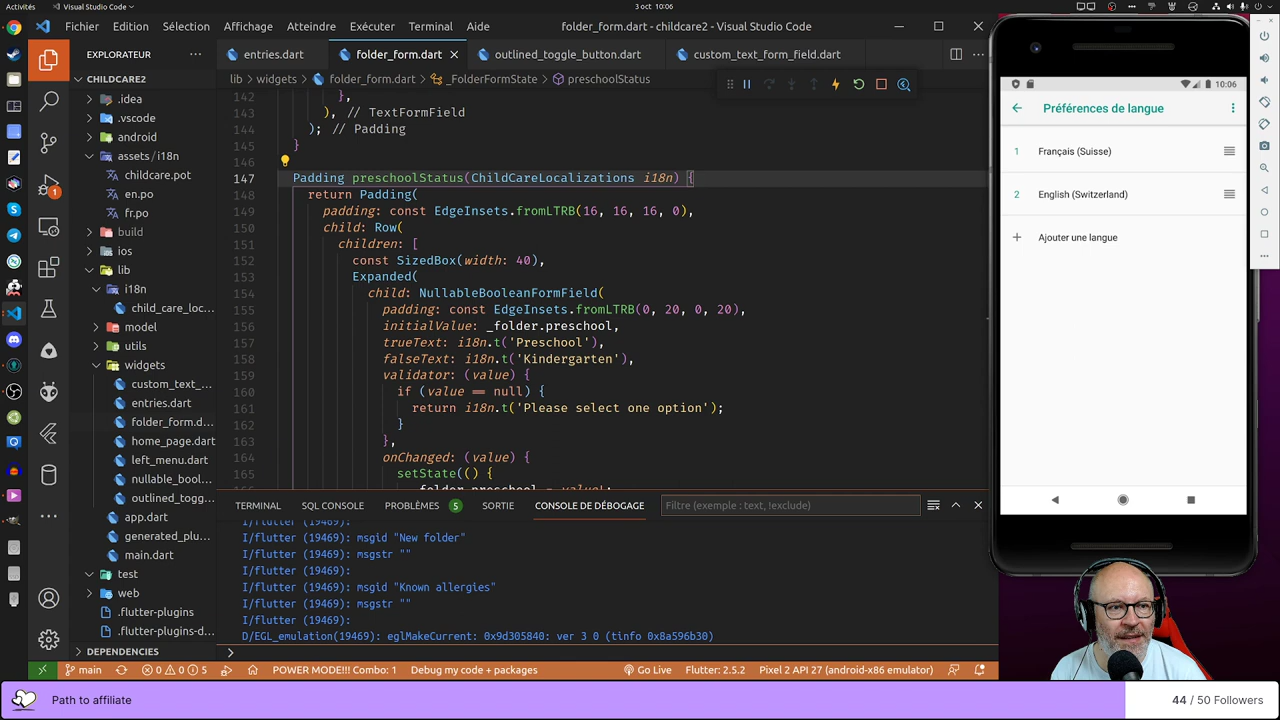 Activités
Visual Studio Code
3 oct 10:06
Fichier Edition Sélection Affichage Atteindre Exécuter ···
folder_form.dart - childcare2 - Visual Studio Code
EXPLORATEUR ···
CHILDCARE2
.idea
.vscode
android
assets/i18n
childcare.pot
en.po
fr.po
build
ios
lib
i18n
child_care_loc...
model
utils
widgets
custom_text_...
entries.dart
folder_form.d...
home_page.dart
left_menu.dart
nullable_boole...
outlined_togg...
app.dart
generated_plu...
main.dart
test
web
.flutter-plugins
.flutter-plugins-d...
DEPENDENCIES
1
entries.dart
folder_form.dart
outlined_toggle_button.dart
custom_text_form_field.dart
lib > widgets > folder_form.dart > _FolderFormState > preschoolStatus
142 },
143 ), // TextFormField
144 ); // Padding
145 }
146
147 Padding preschoolStatus(ChildCareLocalizations i18n) {
148 return Padding(
149 padding: const EdgeInsets.fromLTRB(16, 16, 16, 0),
150 child: Row(
151 children: [
152 const SizedBox(width: 40),
153 Expanded(
154 child: NullableBooleanFormField(
155 padding: const EdgeInsets.fromLTRB(0, 20, 0, 20),
156 initialValue: _folder.preschool,
157 trueText: i18n.t('Preschool'),
158 falseText: i18n.t('Kindergarten'),
159 validator: (value) {
160 if (value == null) {
161 return i18n.t('Please select one option');
162 }
163 },
164 onChanged: (value) {
165 setState(() {
_folder.preschool = value!;
TERMINAL SQL CONSOLE PROBLÈMES 5 SORTIE CONSOLE DE DÉBOGAGE
Filtre (exemple : text, !exclude)
I/flutter (19469):
I/flutter (19469): msgid "New folder"
I/flutter (19469): msgstr ""
I/flutter (19469):
I/flutter (19469): msgid "Known allergies"
I/flutter (19469): msgstr ""
I/flutter (19469):
D/EGL_emulation(19469): eglMakeCurrent: 0x9d305840: ver 3 0 (tinfo 0x8a596b30)
main
0 0 5
POWER MODE!!! Combo: 1
Debug my code + packages
Go Live
Flutter: 2.5.2
Pixel 2 API 27 (android-x86 emulator)
10:06
Préférences de langue
1 Français (Suisse)
2 English (Switzerland)
+ Ajouter une langue
Path to affiliate
44 / 50 Followers